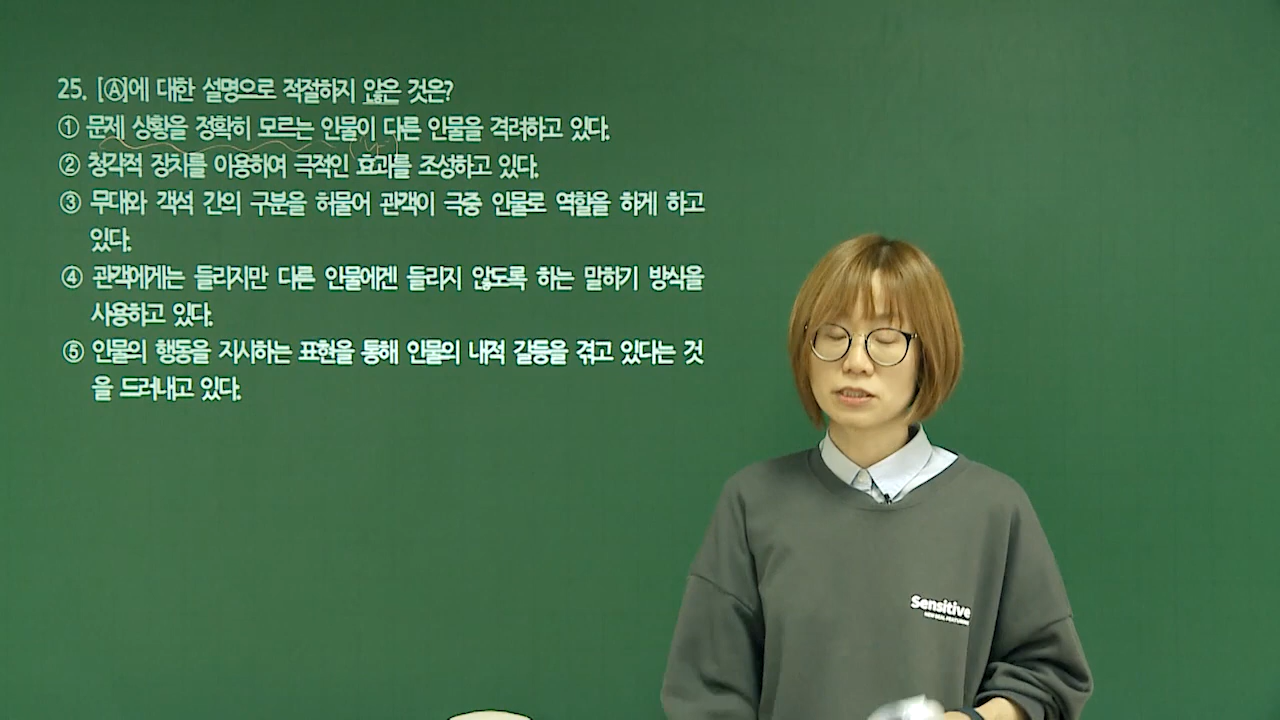 25. [Ⓐ]에 대한 설명으로 적절하지 않은 것은?
① 문제 상황을 정확히 모르는 인물이 다른 인물을 격려하고 있다.
② 청각적 장치를 이용하여 극적인 효과를 조성하고 있다.
③ 무대와 객석 간의 구분을 허물어 관객이 극중 인물로 역할을 하게 하고
있다.
④ 관객에게는 들리지만 다른 인물에겐 들리지 않도록 하는 말하기 방식을
사용하고 있다.
⑤ 인물의 행동을 지시하는 표현을 통해 인물의 내적 갈등을 겪고 있다는 것
을 드러내고 있다.
Sensitive